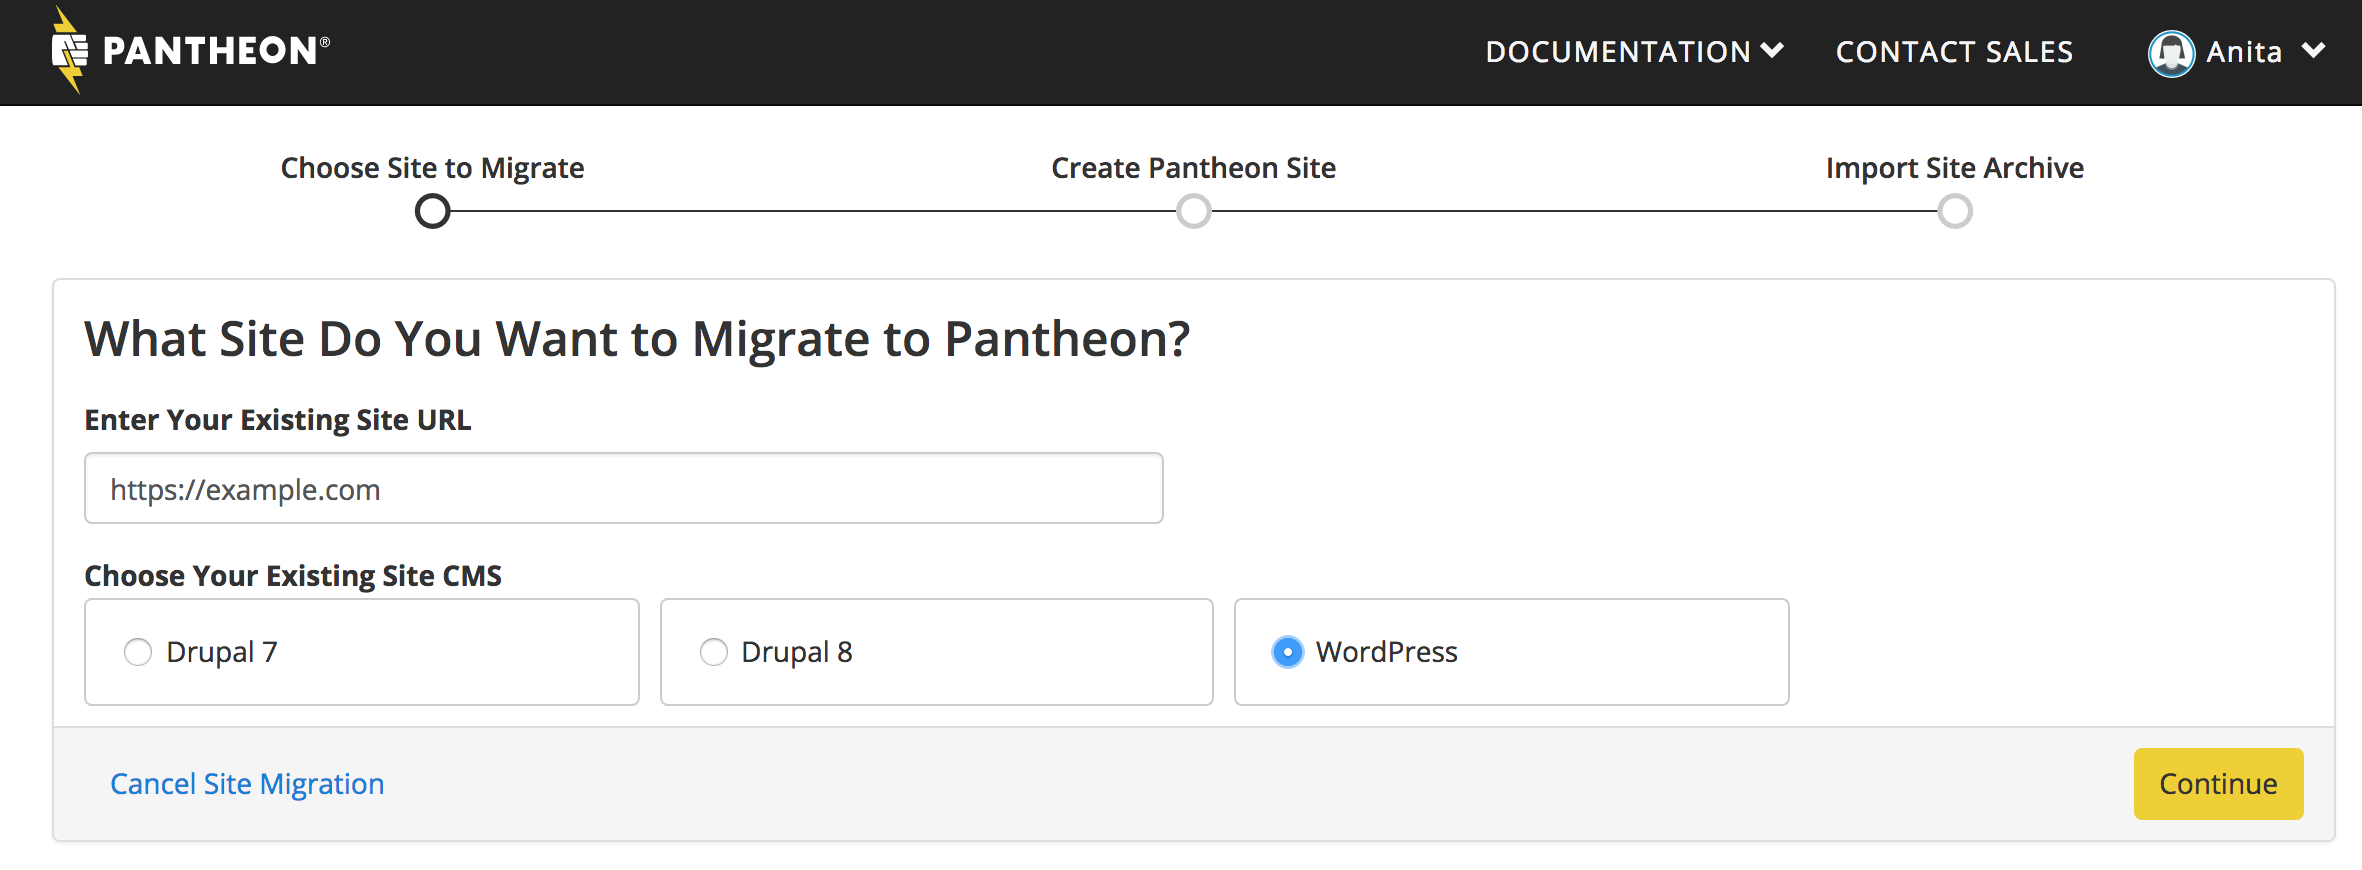 PANTHEON®
DOCUMENTATION
CONTACT SALES
Anita
Choose Site to Migrate
Create Pantheon Site
Import Site Archive
What Site Do You Want to Migrate to Pantheon?
Enter Your Existing Site URL
https://example.com
Choose Your Existing Site CMS
Drupal 7
Drupal 8
WordPress
Cancel Site Migration
Continue